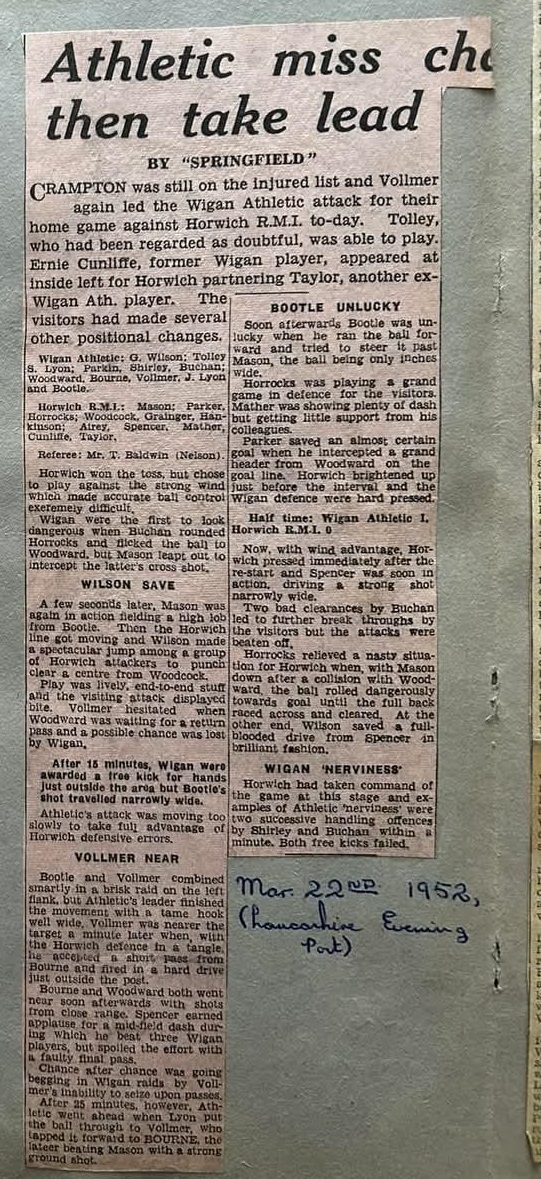 Athletic miss cha
then take lead
BY "SPRINGFIELD"
CRAMPTON was still on the injured list and Vollmer
again led the Wigan Athletic attack for their
home game against Horwich R.M.I. to-day. Tolley,
who had been regarded as doubtful, was able to play.
Ernie Cunliffe, former Wigan player, appeared at
inside left for Horwich partnering Taylor, another ex-
Wigan Ath. player. The
visitors had made several
other positional changes.
Wigan Athletic: G. Wilson; Tolley
S. Lyon; Parkin, Shirley, Buchan;
Woodward, Bourne, Vollmer, J. Lyon
and Bootle.
Horwich R.M.I.: Mason; Parker,
Horrocks; Woodcock, Grainger, Han-
kinson; Airey, Spencer, Mather,
Cunliffe, Taylor.
Referee: Mr. T. Baldwin (Nelson).
Horwich won the toss, but chose
to play against the strong wind
which made accurate ball control
exeremely difficult.
Wigan were the first to look
dangerous when Buchan rounded
Horrocks and flicked the ball to
Woodward, but Mason leapt out to
intercept the latter's cross shot.
WILSON SAVE
A few seconds later, Mason was
again in action fielding a high lob
from Bootle. Then the Horwich
line got moving and Wilson made
a spectacular jump among a group
of Horwich attackers to punch
clear a centre from Woodcock.
Play was lively, end-to-end stuff
and the visiting attack displayed
bite. Vollmer hesitated when
Woodward was waiting for a return
pass and a possible chance was lost
by Wigan.
After 15 minutes, Wigan were
awarded a free kick for hands
just outside the area but Bootle's
shot travelled narrowly wide.
Athletic's attack was moving too
slowly to take full advantage of
Horwich defensive errors.
VOLLMER NEAR
Bootle and Vollmer combined
smartly in a brisk raid on the left
flank, but Athletic's leader finished
the movement with a tame hook
well wide. Vollmer was nearer the
target a minute later when, with
the Horwich defence in a tangle,
he accepted a short pass from
Bourne and fired in a hard drive
just outside the post.
Bourne and Woodward both went
near soon afterwards with shots
from close range. Spencer earned
applause for a mid-field dash dur-
ing which he beat three Wigan
players, but spoiled the effort with
a faulty final pass.
Chance after chance was going
begging in Wigan raids by Voll-
mer's inability to seize upon passes.
After 25 minutes, however, Ath-
letic went ahead when Lyon put
the ball through to Vollmer, who
tapped it forward to BOURNE, the
lateer beating Mason with a strong
ground shot.
BOOTLE UNLUCKY
Soon afterwards Bootle was un-
lucky when he ran the ball for-
ward and tried to steer it past
Mason, the ball being only inches
wide.
Horrocks was playing a grand
game in defence for the visitors.
Mather was showing plenty of dash
but getting little support from his
colleagues.
Parker saved an almost certain
goal when he intercepted a grand
header from Woodward on the
goal line. Horwich brightened up
just before the interval and the
Wigan defence were hard pressed.
Half time: Wigan Athletic 1,
Horwich R.M.I. 0
Now, with wind advantage, Hor-
wich pressed immediately after the
re-start and Spencer was soon in
action, driving a strong shot
narrowly wide.
Two bad clearances by Buchan
led to further break throughs by
the visitors but the attacks were
beaten off.
Horrocks relieved a nasty situa-
tion for Horwich when, with Mason
down after a collision with Wood-
ward, the ball rolled dangerously
towards goal until the full back
raced across and cleared. At the
other end, Wilson saved a full-
blooded drive from Spencer in
brilliant fashion.
WIGAN 'NERVINESS'
Horwich had taken command of
the game at this stage and ex-
amples of Athletic 'nerviness' were
two successive handling offences
by Shirley and Buchan within a
minute. Both free kicks failed.
Mar. 22ND 1952,
(Lancashire Evening
Post)